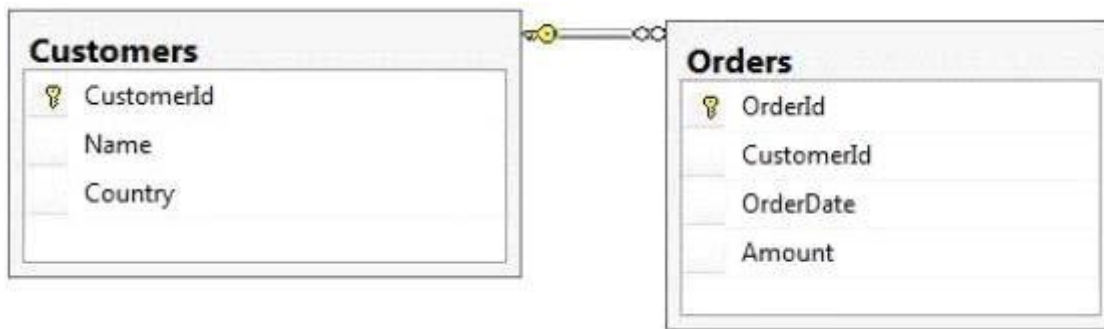 Customers
CustomerId
Name
Country
Orders
OrderId
CustomerId
OrderDate
Amount